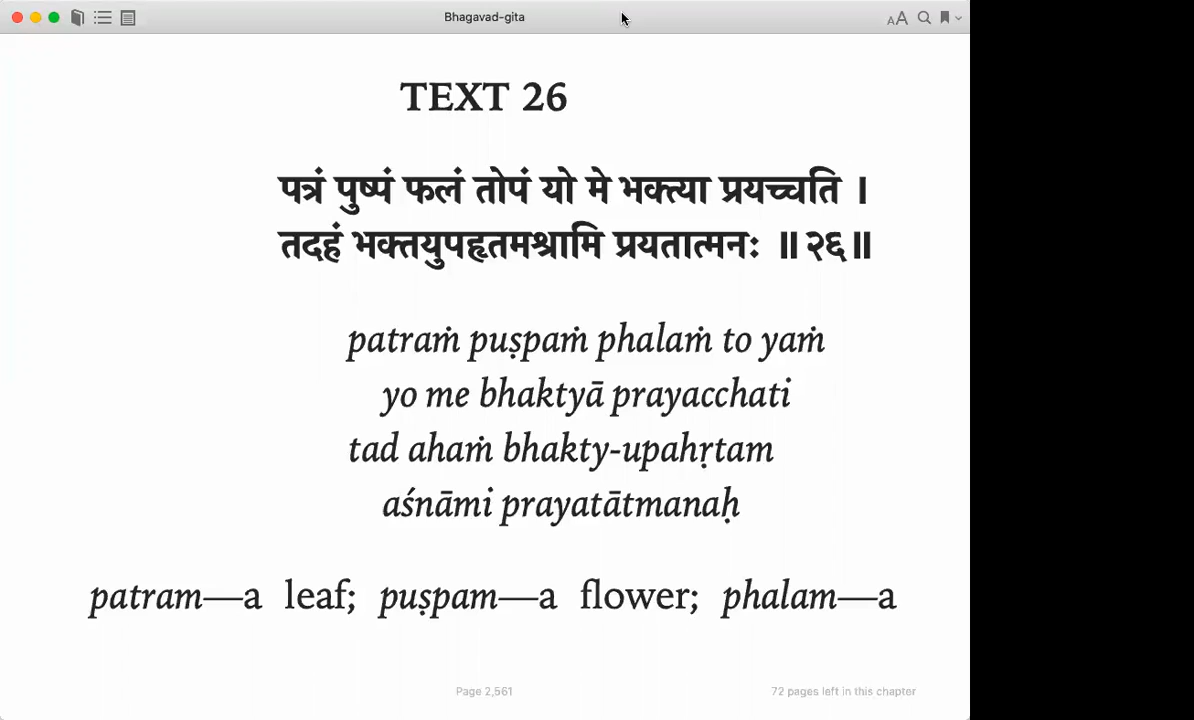 Bhagavad-gita
AA
TEXT 26
पत्रं पुष्पं फलं तोपं यो मे भक्त्या प्रयच्चति ।
तदहं भक्तयुपहृतमश्रामि प्रयतात्मनः ॥२६॥
patraṁ puṣpaṁ phalaṁ to yaṁ
yo me bhaktyā prayacchati
tad ahaṁ bhakty-upahṛtam
aśnāmi prayatātmanaḥ
patram—a leaf; puṣpam—a flower; phalam—a
Page 2,561
72 pages left in this chapter